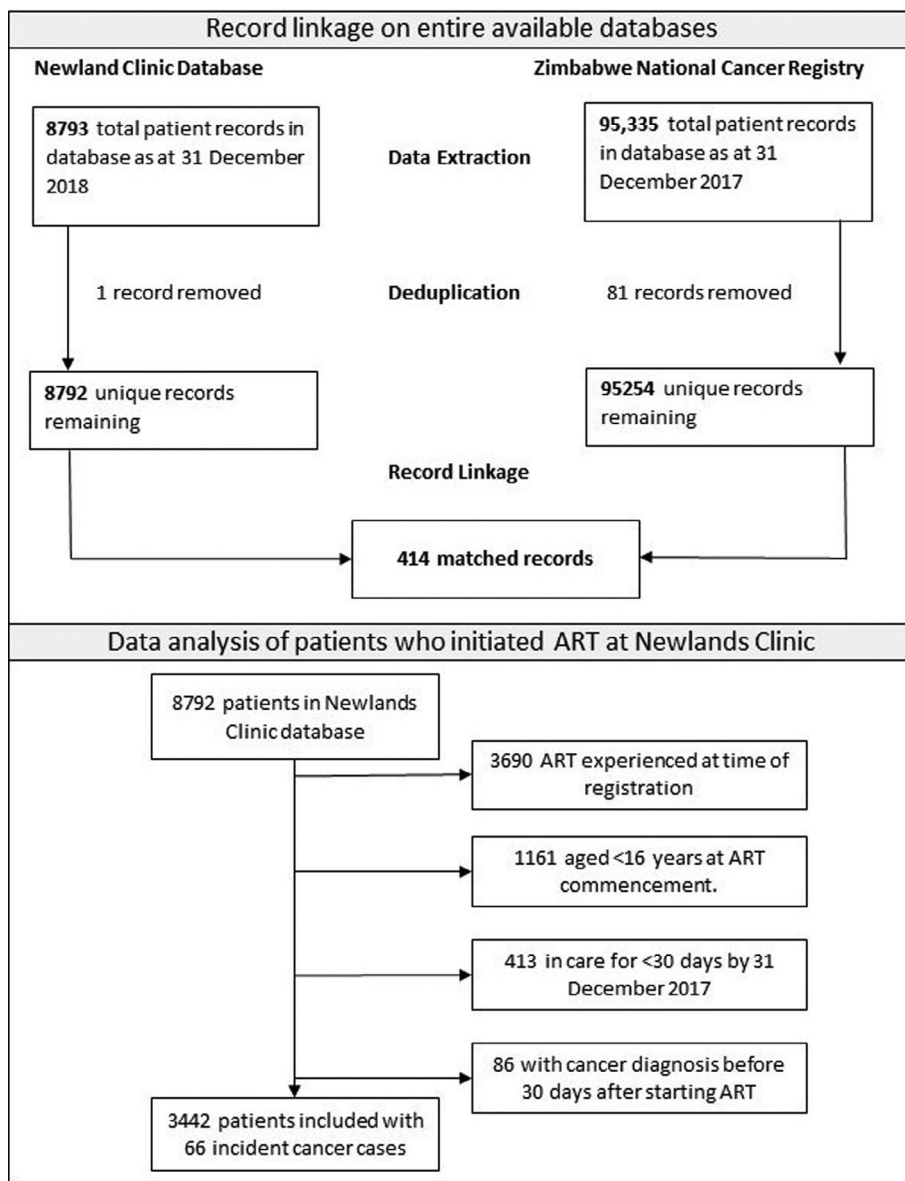 Record linkage on entire available databases
Newland Clinic Database
Zimbabwe National Cancer Registry
8793 total patient records in
database as at 31 December
2018
Data Extraction
95,335 total patient records
in database as at 31
December 2017
1 record removed
Deduplication
81 records removed
8792 unique records
remaining
95254 unique records
remaining
Record Linkage
414 matched records
Data analysis of patients who initiated ART at Newlands Clinic
8792 patients in Newlands
Clinic database
3690 ART experienced at time of
registration
1161 aged <16 years at ART
commencement.
413 in care for <30 days by 31
December 2017
86 with cancer diagnosis before
30 days after starting ART
3442 patients included with
66 incident cancer cases